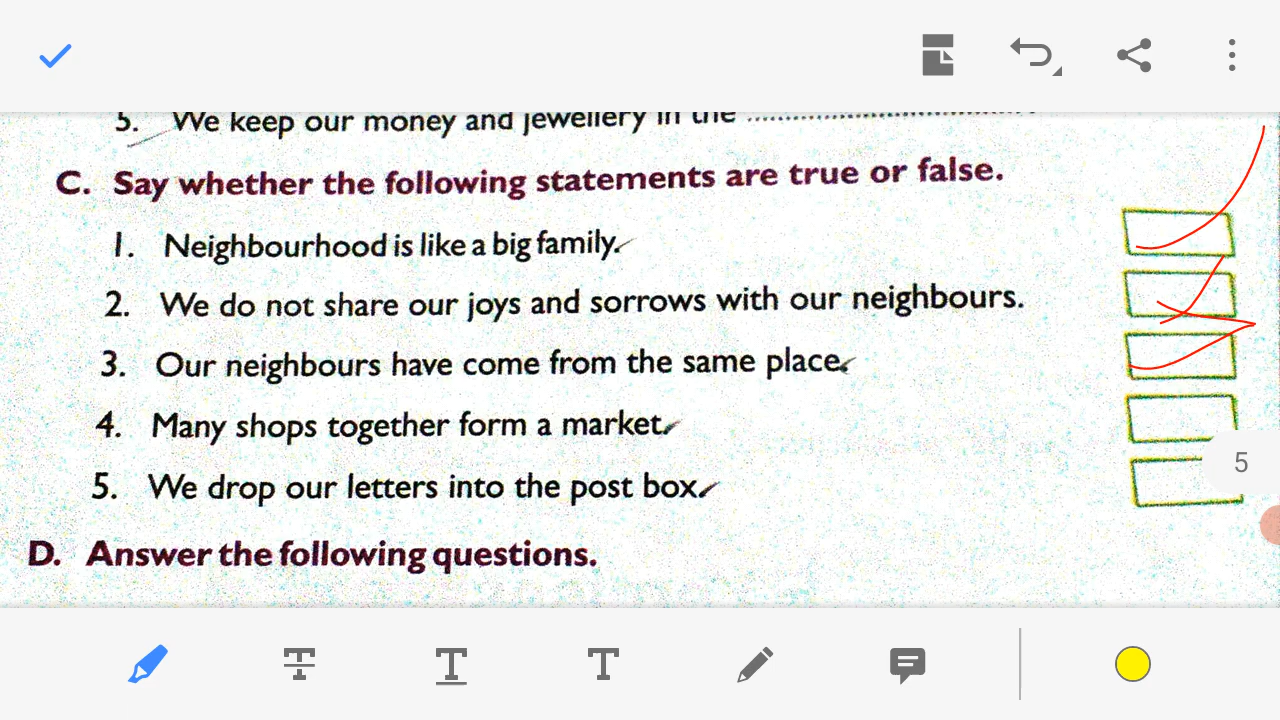 5. We keep our money and jewellery in the ........................................
C. Say whether the following statements are true or false.
1. Neighbourhood is like a big family.
2. We do not share our joys and sorrows with our neighbours.
3. Our neighbours have come from the same place.
4. Many shops together form a market.
5. We drop our letters into the post box.
5
D. Answer the following questions.
T T T